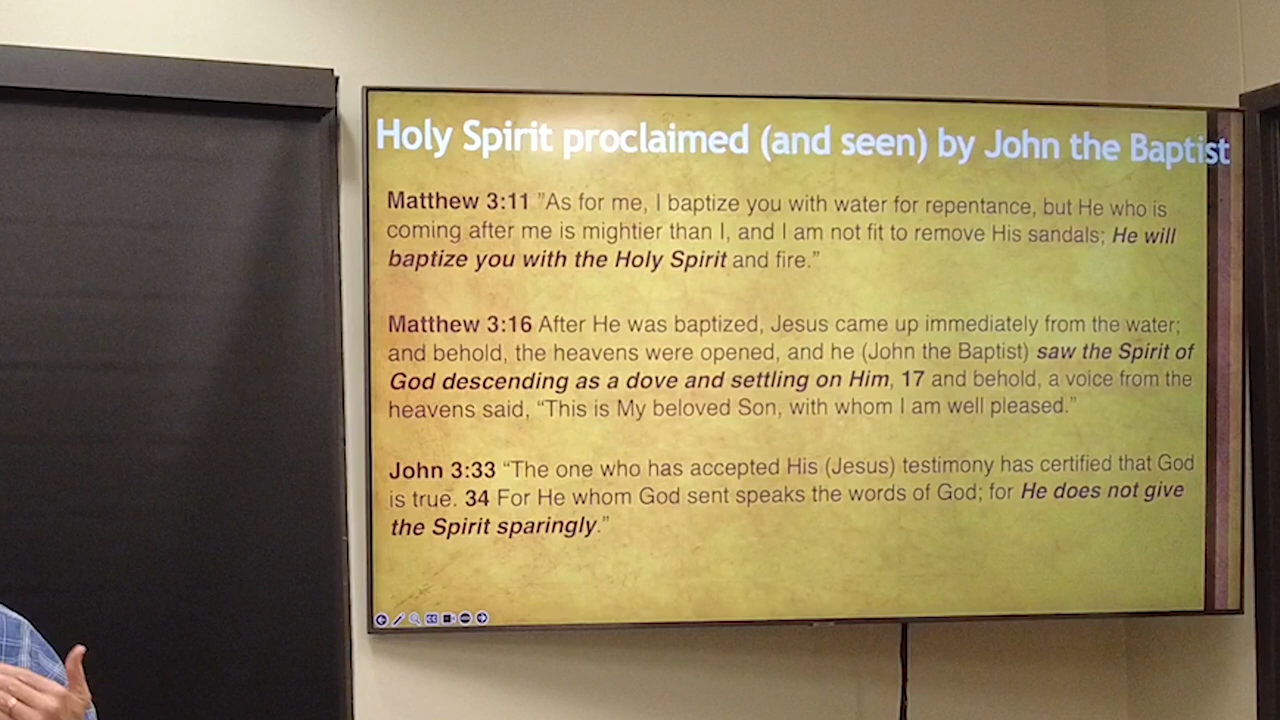 Holy Spirit proclaimed (and seen) by John the Baptist
Matthew 3:11 "As for me, I baptize you with water for repentance, but He who is
coming after me is mightier than I, and I am not fit to remove His sandals; He will
baptize you with the Holy Spirit and fire."
Matthew 3:16 After He was baptized, Jesus came up immediately from the water;
and behold, the heavens were opened, and he (John the Baptist) saw the Spirit of
God descending as a dove and settling on Him, 17 and behold, a voice from the
heavens said, “This is My beloved Son, with whom I am well pleased.”
John 3:33 “The one who has accepted His (Jesus) testimony has certified that God
is true. 34 For He whom God sent speaks the words of God; for He does not give
the Spirit sparingly.”